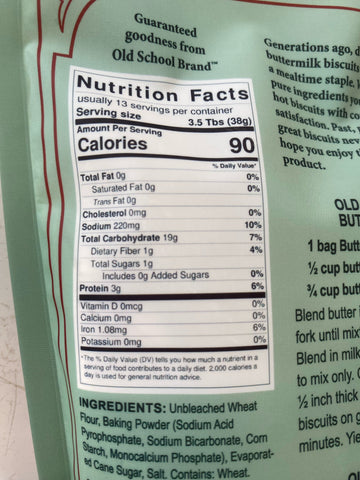 Guaranteed
goodness from
Old School Brand™
Nutrition Facts
usually 13 servings per container
Serving size 3.5 Tbs (38g)
Amount Per Serving
Calories 90
% Daily Value*
Total Fat 0g 0%
Saturated Fat 0g 0%
Trans Fat 0g
Cholesterol 0mg 0%
Sodium 220mg 10%
Total Carbohydrate 19g 7%
Dietary Fiber 1g 4%
Total Sugars 1g
Includes 0g Added Sugars 0%
Protein 3g 6%
Vitamin D 0mcg 0%
Calcium 0mg 0%
Iron 1.08mg 6%
Potassium 0mg 0%
*The % Daily Value (DV) tells you how much a nutrient in a
serving of food contributes to a daily diet. 2,000 calories a
day is used for general nutrition advice.
INGREDIENTS: Unbleached Wheat
Flour, Baking Powder (Sodium Acid
Pyrophosphate, Sodium Bicarbonate, Corn
Starch, Monocalcium Phosphate), Evaporat-
ed Cane Sugar, Salt. Contains: Wheat.
Generations ago,
buttermilk biscuits
a mealtime staple.
pure ingredients
hot biscuits with
satisfaction. Past,
great biscuits
hope you enjoy
product.
OLD
1 bag
½ cup
¾ cup
Blend butter
fork until
Blend in milk
to mix only.
½ inch thick
biscuits on
minutes.